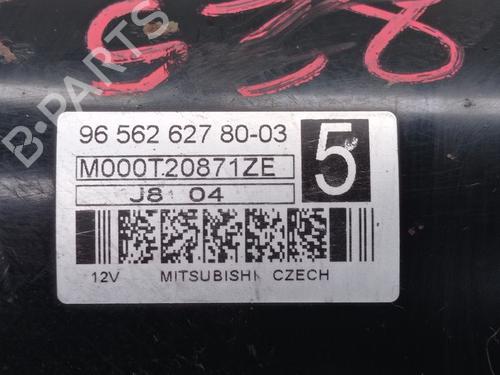 B-PARTS
96 562 627 80-03
M000T20871ZE
5
J8 04
12V MITSUBISHI CZECH